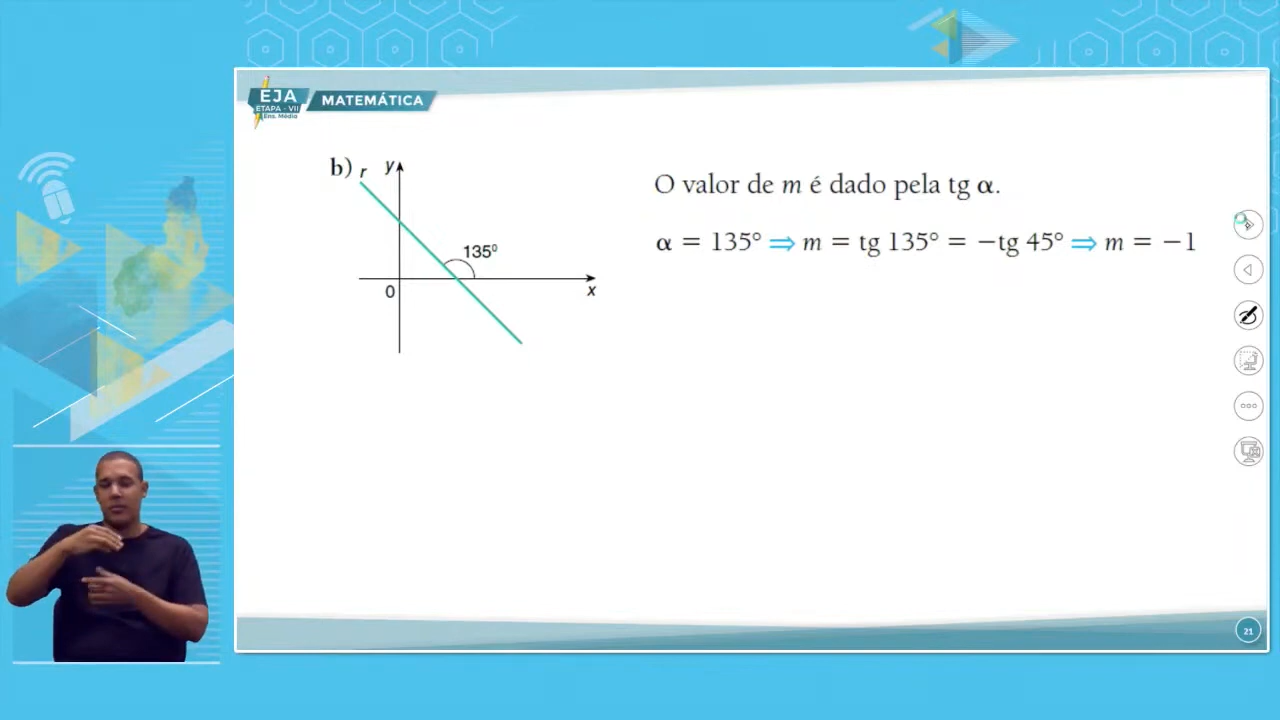 EJA
ETAPA - VII
Ens. Médio
MATEMÁTICA
b) r y
135º
0
x
O valor de m é dado pela tg α.
α = 135° ⇒ m = tg 135° = −tg 45° ⇒ m = −1
21